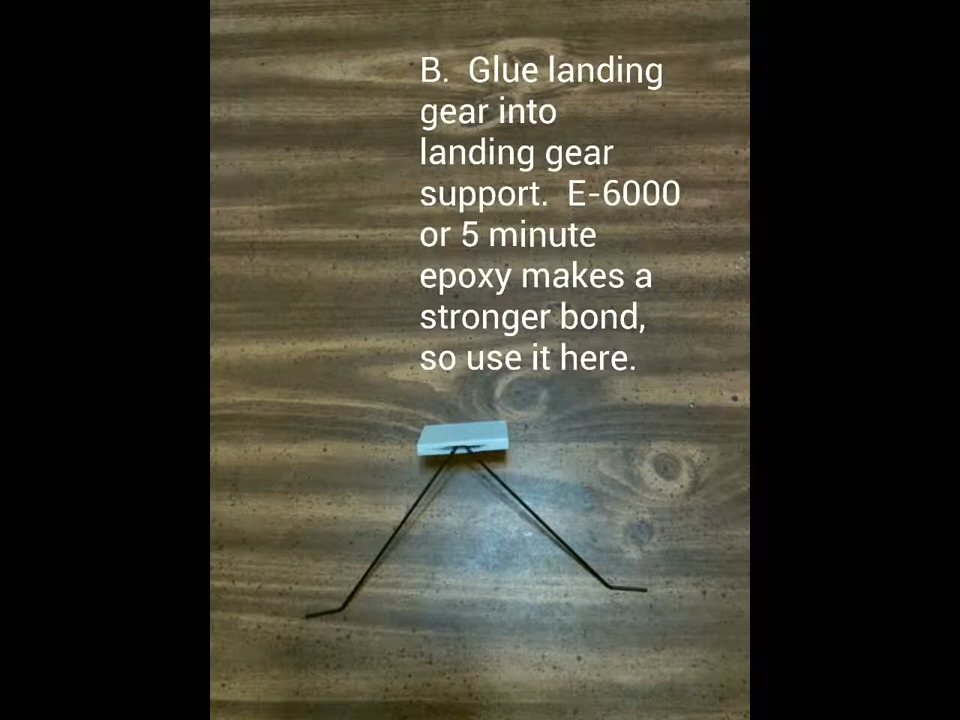 B.  Glue landing
gear into
landing gear
support.  E-6000
or 5 minute
epoxy makes a
stronger bond,
so use it here.